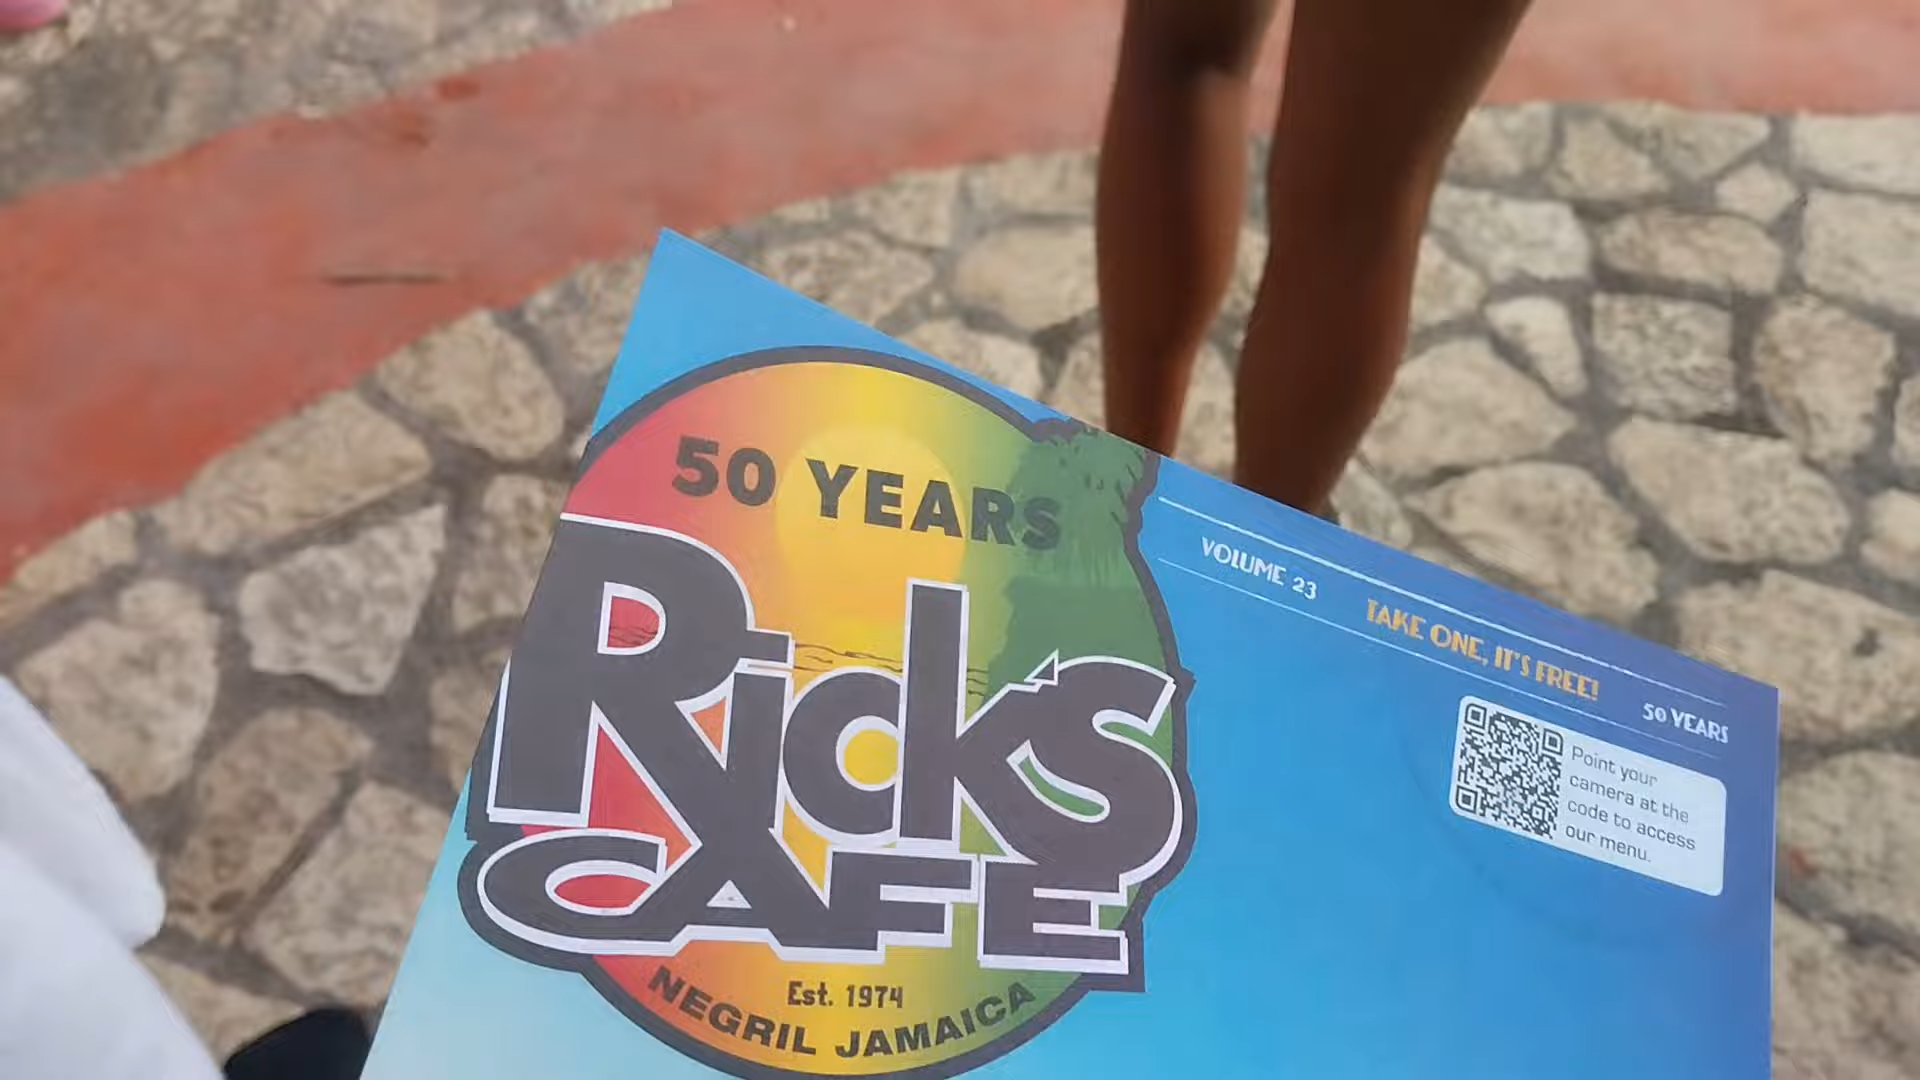 50 YEARS
Rick's
CAFE
Est. 1974
NEGRIL JAMAICA
VOLUME 23
TAKE ONE, IT'S FREE!
50 YEARS
Point your
camera at the
code to access
our menu.